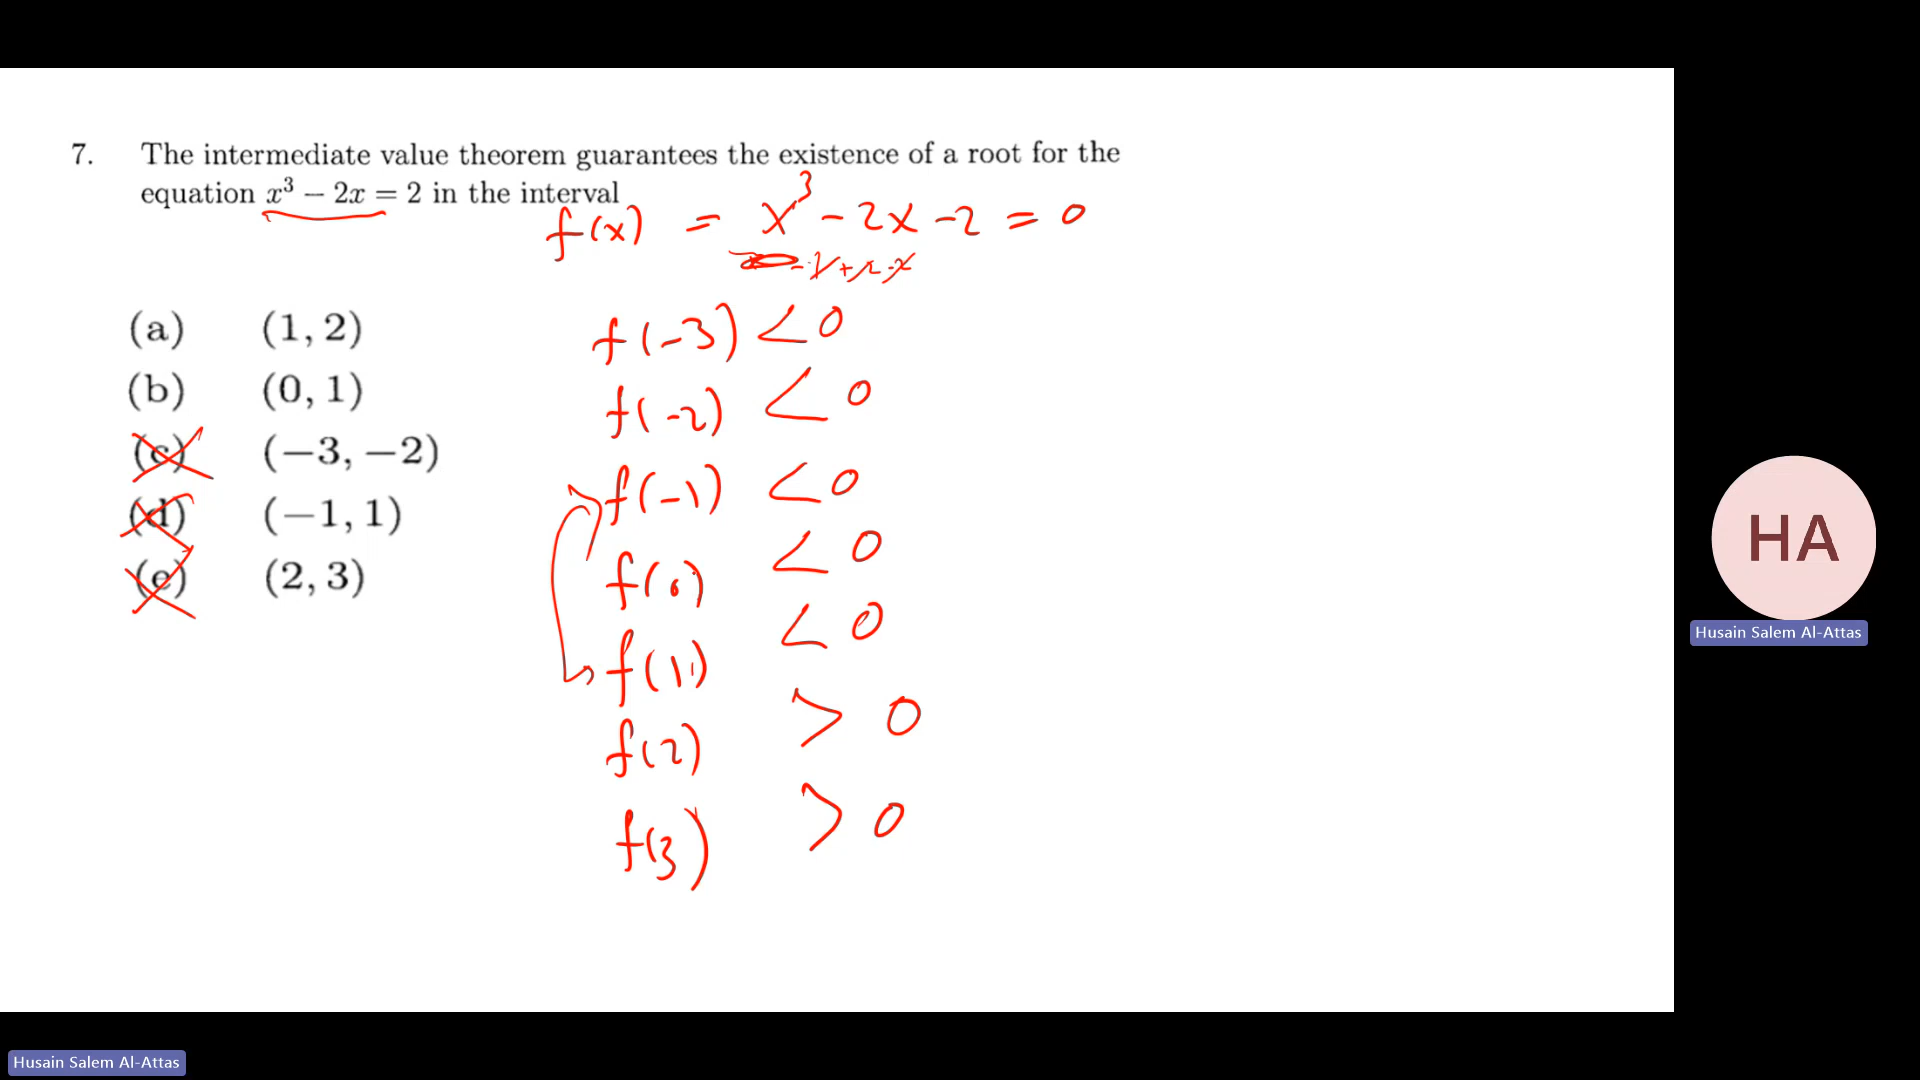 7. The intermediate value theorem guarantees the existence of a root for the
equation x³ − 2x = 2 in the interval
f(x) = x³ - 2x - 2 = 0
(a) (1, 2)
(b) (0, 1)
(c) (−3, −2)
(d) (−1, 1)
(e) (2, 3)
f(-3) < 0
f(-2) < 0
f(-1) < 0
f(0) < 0
f(1) < 0
f(2) > 0
f(3) > 0
HA
Husain Salem Al-Attas
Husain Salem Al-Attas